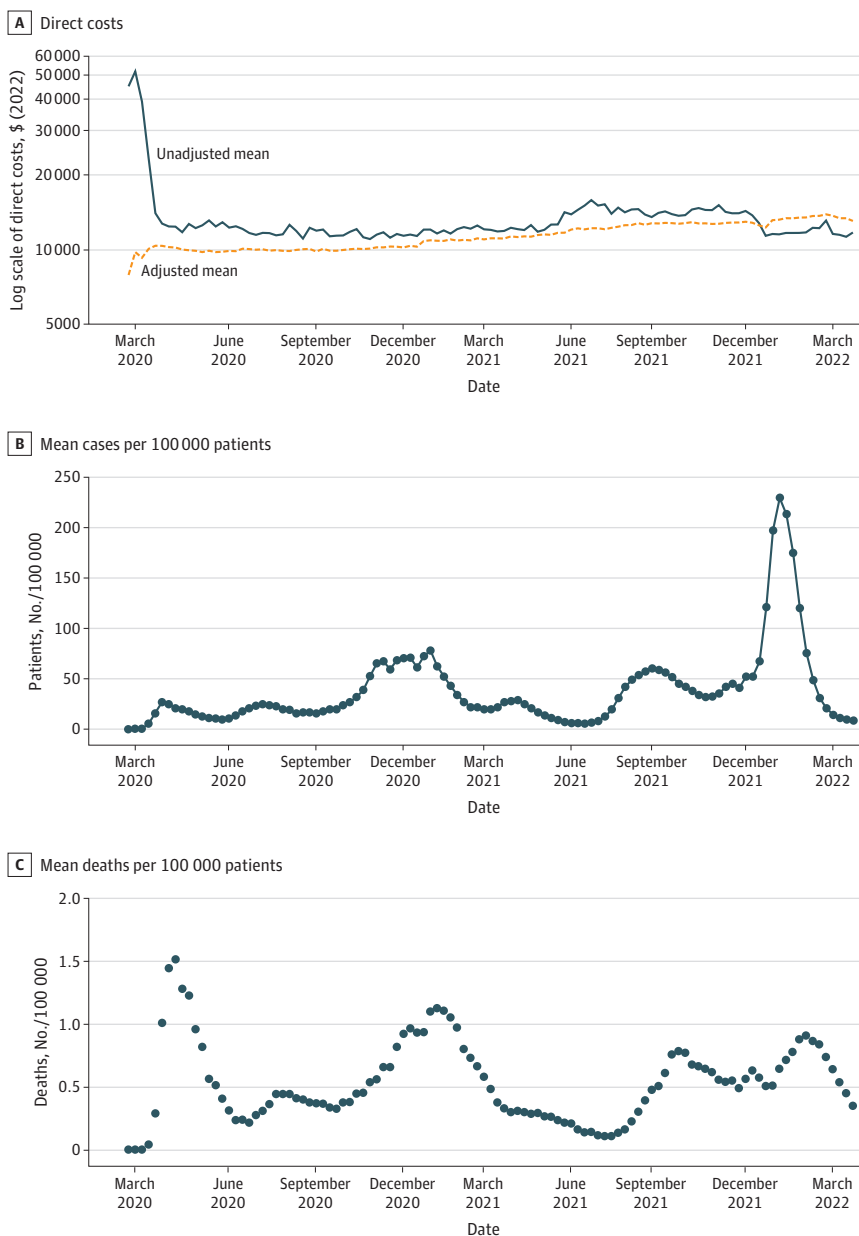 A Direct costs
Log scale of direct costs, $ (2022)
60 000
50 000
40 000
30 000
20 000
10 000
5000
Unadjusted mean
Adjusted mean
March 2020
June 2020
September 2020
December 2020
March 2021
June 2021
September 2021
December 2021
March 2022
Date
B Mean cases per 100 000 patients
Patients, No./100 000
250
200
150
100
50
0
March 2020
June 2020
September 2020
December 2020
March 2021
June 2021
September 2021
December 2021
March 2022
Date
C Mean deaths per 100 000 patients
Deaths, No./100 000
2.0
1.5
1.0
0.5
0
March 2020
June 2020
September 2020
December 2020
March 2021
June 2021
September 2021
December 2021
March 2022
Date